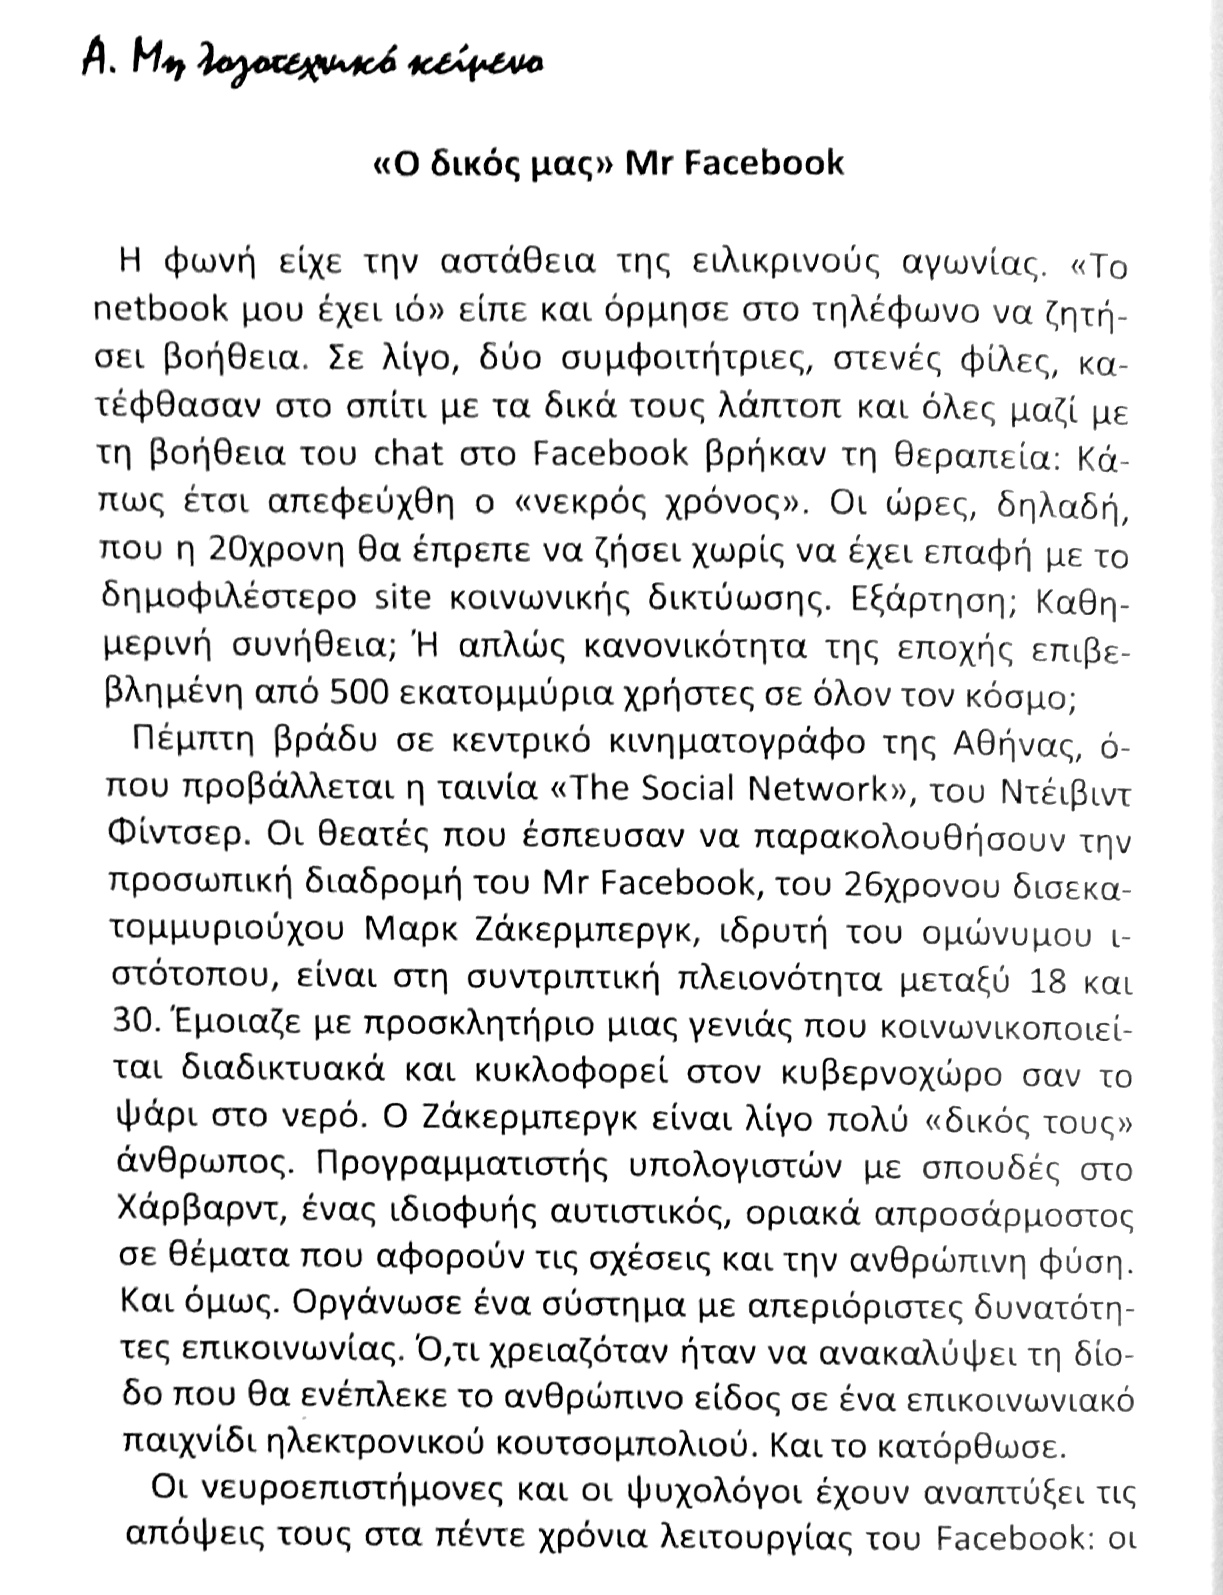 Α. Μη λογοτεχνικό κείμενο
«Ο δικός μας» Mr Facebook
Η φωνή είχε την αστάθεια της ειλικρινούς αγωνίας. «Το
netbook μου έχει ιό» είπε και όρμησε στο τηλέφωνο να ζητή-
σει βοήθεια. Σε λίγο, δύο συμφοιτήτριες, στενές φίλες, κα-
τέφθασαν στο σπίτι με τα δικά τους λάπτοπ και όλες μαζί με
τη βοήθεια του chat στο Facebook βρήκαν τη θεραπεία: Κά-
πως έτσι απεφεύχθη ο «νεκρός χρόνος». Οι ώρες, δηλαδή,
που η 20χρονη θα έπρεπε να ζήσει χωρίς να έχει επαφή με το
δημοφιλέστερο site κοινωνικής δικτύωσης. Εξάρτηση; Καθη-
μερινή συνήθεια; Ή απλώς κανονικότητα της εποχής επιβε-
βλημένη από 500 εκατομμύρια χρήστες σε όλον τον κόσμο;
Πέμπτη βράδυ σε κεντρικό κινηματογράφο της Αθήνας, ό-
που προβάλλεται η ταινία «The Social Network», του Ντέιβιντ
Φίντσερ. Οι θεατές που έσπευσαν να παρακολουθήσουν την
προσωπική διαδρομή του Mr Facebook, του 26χρονου δισεκα-
τομμυριούχου Μαρκ Ζάκερμπεργκ, ιδρυτή του ομώνυμου ι-
στότοπου, είναι στη συντριπτική πλειονότητα μεταξύ 18 και
30. Έμοιαζε με προσκλητήριο μιας γενιάς που κοινωνικοποιεί-
ται διαδικτυακά και κυκλοφορεί στον κυβερνοχώρο σαν το
ψάρι στο νερό. Ο Ζάκερμπεργκ είναι λίγο πολύ «δικός τους»
άνθρωπος. Προγραμματιστής υπολογιστών με σπουδές στο
Χάρβαρντ, ένας ιδιοφυής αυτιστικός, οριακά απροσάρμοστος
σε θέματα που αφορούν τις σχέσεις και την ανθρώπινη φύση.
Και όμως. Οργάνωσε ένα σύστημα με απεριόριστες δυνατότη-
τες επικοινωνίας. Ό,τι χρειαζόταν ήταν να ανακαλύψει τη δίο-
δο που θα ενέπλεκε το ανθρώπινο είδος σε ένα επικοινωνιακό
παιχνίδι ηλεκτρονικού κουτσομπολιού. Και το κατόρθωσε.
Οι νευροεπιστήμονες και οι ψυχολόγοι έχουν αναπτύξει τις
απόψεις τους στα πέντε χρόνια λειτουργίας του Facebook: οι